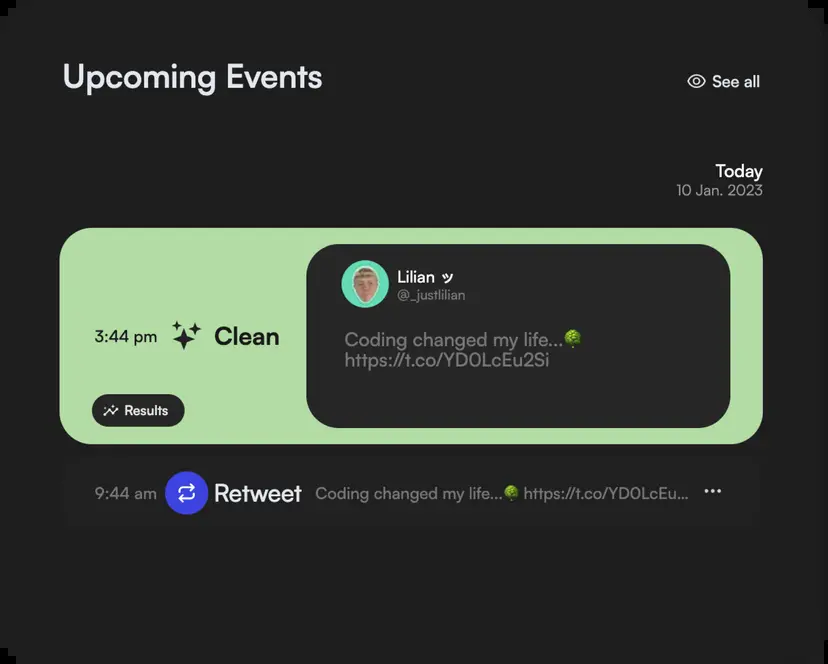 Upcoming Events
See all
Today
10 Jan. 2023
Lilian ッ
@_justlilian
3:44 pm Clean
Coding changed my life...🌳
https://t.co/YD0LcEu2Si
Results
9:44 am Retweet Coding changed my life...🌳 https://t.co/YD0LcEu...